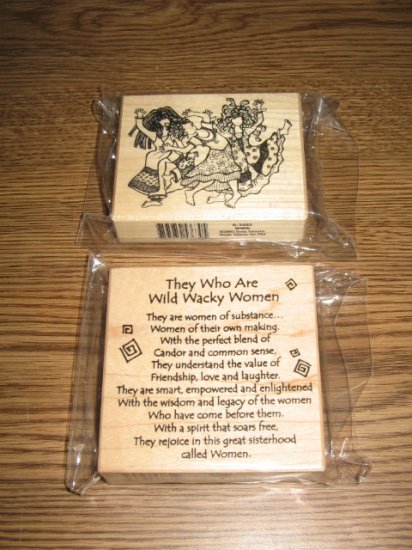 They Who Are
Wild Wacky Women
They are women of substance...
Women of their own making.
With the perfect blend of
Candor and common sense,
They understand the value of
Friendship, love and laughter.
They are smart, empowered and enlightened
With the wisdom and legacy of the women
Who have come before them.
With a spirit that soars free,
They rejoice in this great sisterhood
called Women.